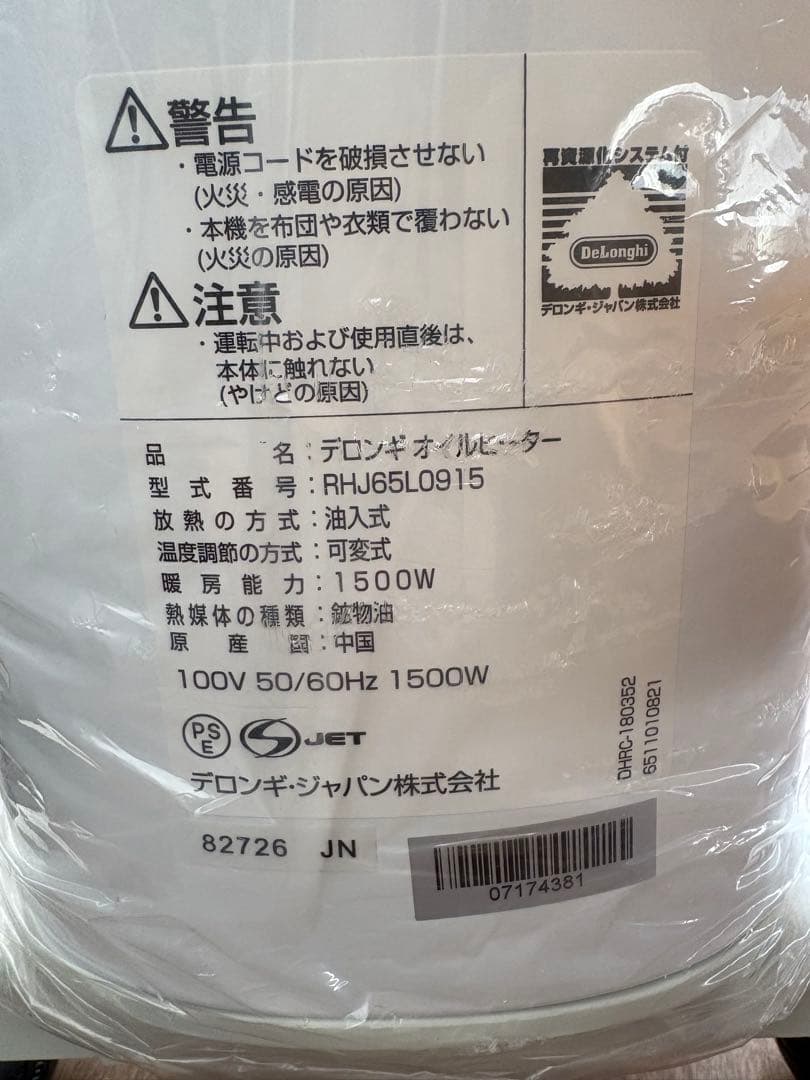 警告
・電源コードを破損させない
(火災・感電の原因)
・本機を布団や衣類で覆わない
(火災の原因)
注意
・運転中および使用直後は、
本体に触れない
(やけどの原因)
再資源化システム付
DeLonghi
デロンギ・ジャパン株式会社
品名:デロンギ オイルヒーター
型式番号:RHJ65L0915
放熱の方式:油入式
温度調節の方式:可変式
暖房能力:1500W
熱媒体の種類:鉱物油
原産国:中国
100V 50/60Hz 1500W
PSE
S JET
デロンギ・ジャパン株式会社
DHRC-180352
6511010821
82726 JN
07174381